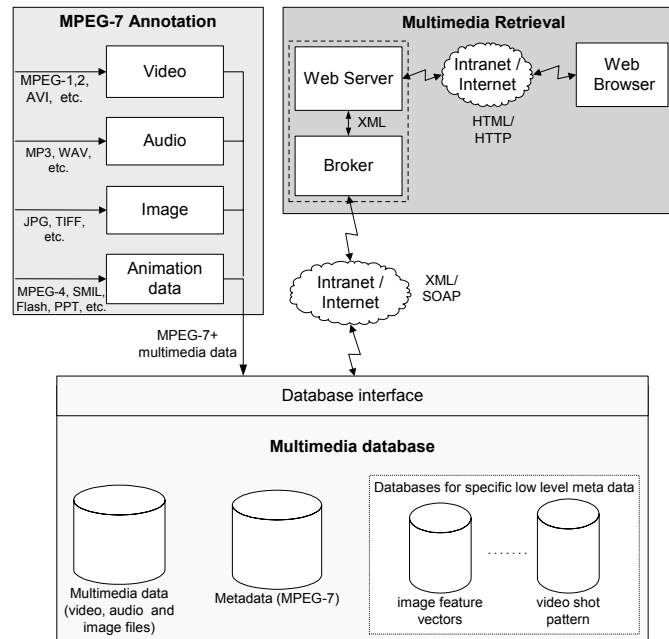 MPEG-7 Annotation
Video
MPEG-1,2,
AVI, etc.
Audio
MP3, WAV,
etc.
Image
JPG, TIFF,
etc.
Animation
data
MPEG-4, SMIL,
Flash, PPT, etc.
MPEG-7+
multimedia data
Multimedia Retrieval
Web Server
XML
Broker
Intranet /
Internet
HTML/
HTTP
Web
Browser
Intranet /
Internet
XML/
SOAP
Database interface
Multimedia database
Multimedia data
(video, audio and
image files)
Metadata (MPEG-7)
Databases for specific low level meta data
image feature
vectors
.......
video shot
pattern